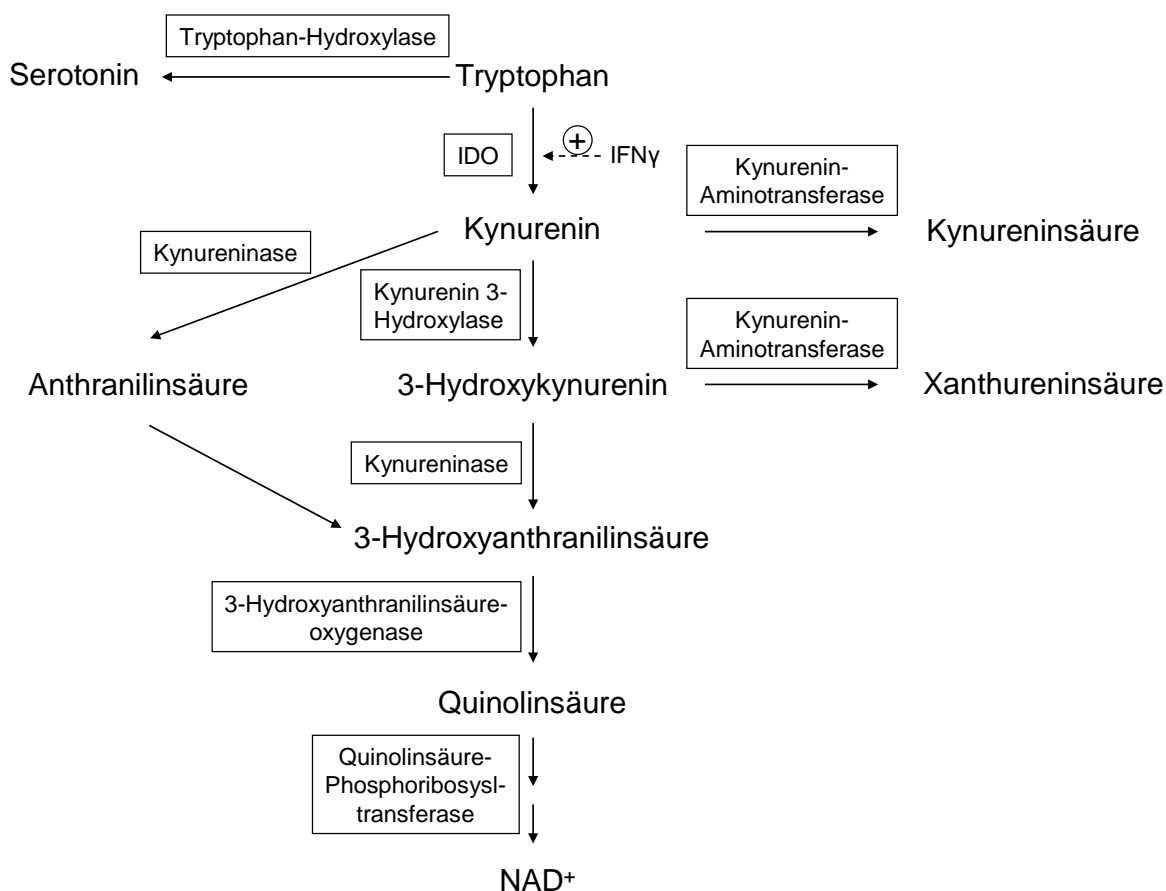 Tryptophan-Hydroxylase
Serotonin
Tryptophan
IDO
+
IFNγ
Kynurenin-
Aminotransferase
Kynurenin
Kynureninsäure
Kynureninase
Kynurenin 3-
Hydroxylase
Kynurenin-
Aminotransferase
Anthranilinsäure
3-Hydroxykynurenin
Xanthureninsäure
Kynureninase
3-Hydroxyanthranilinsäure
3-Hydroxyanthranilinsäure-
oxygenase
Quinolinsäure
Quinolinsäure-
Phosphoribosysl-
transferase
NAD⁺